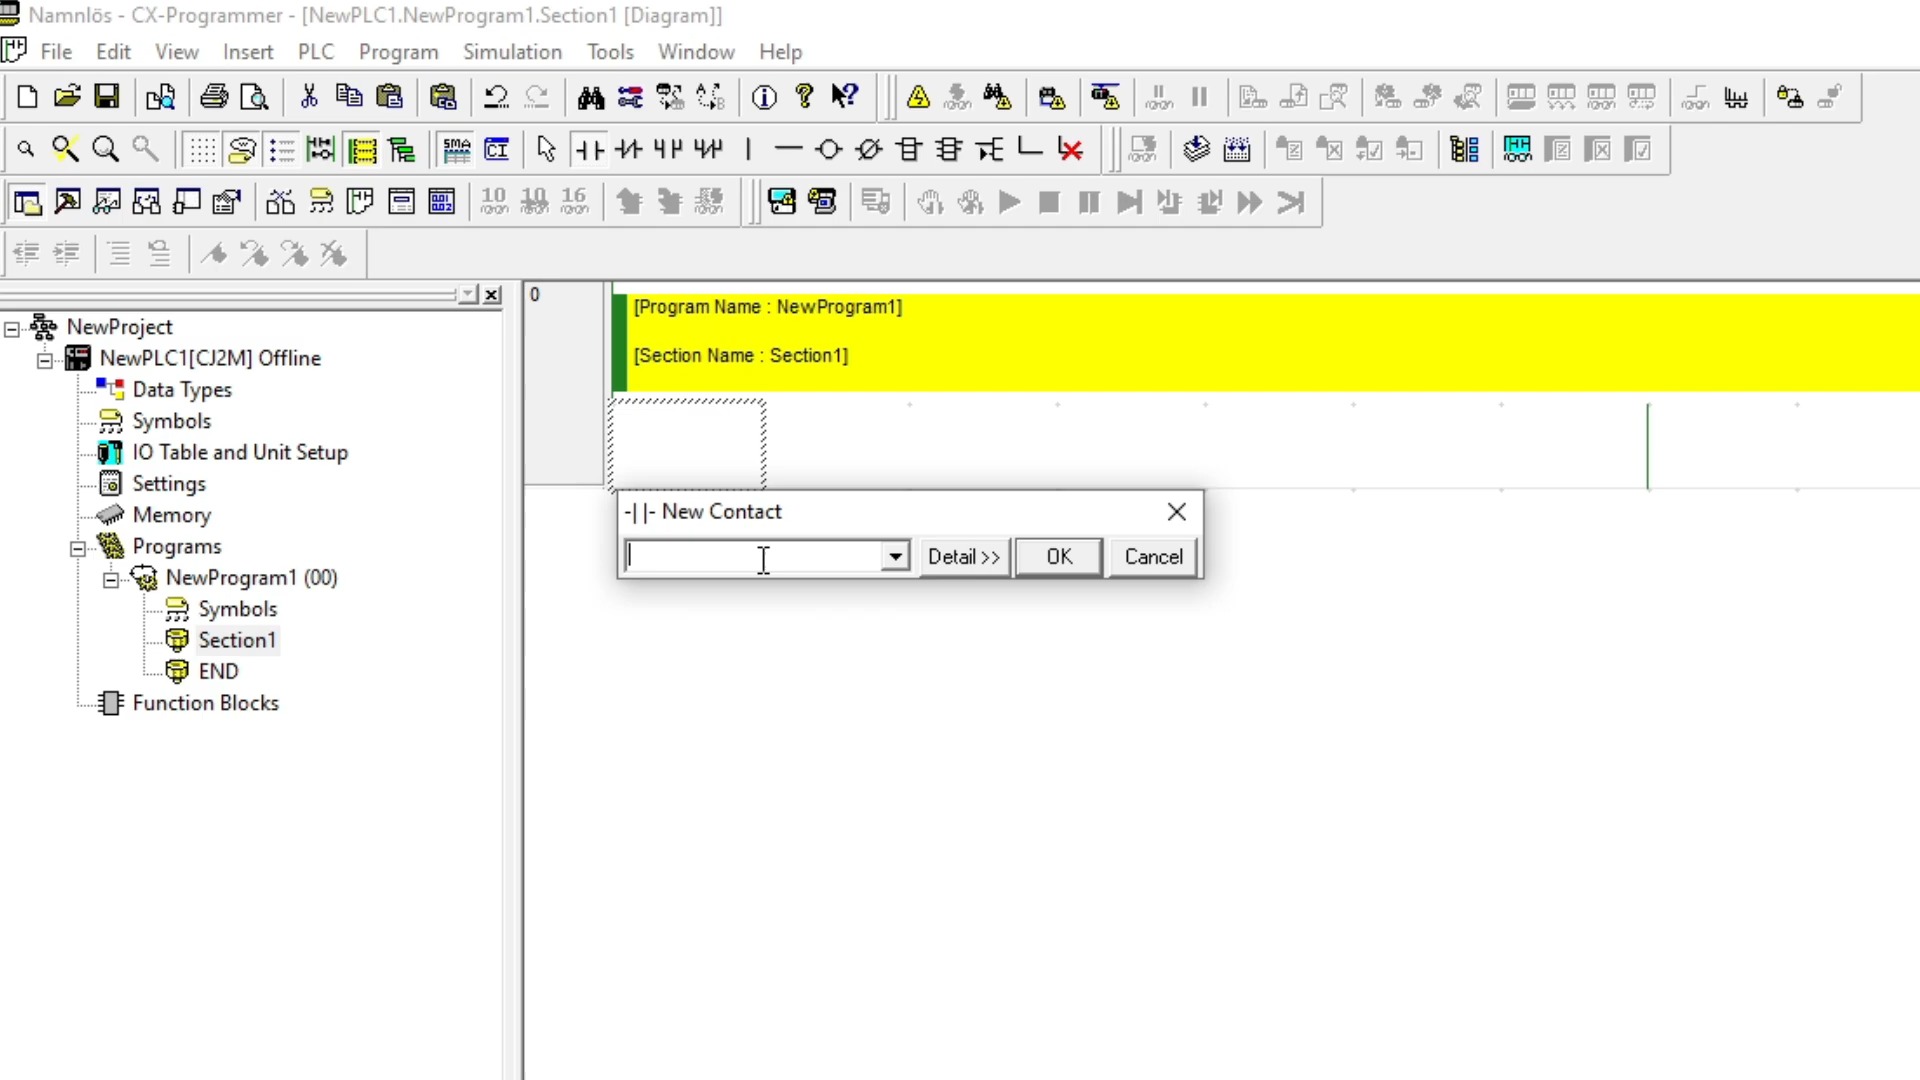 Namnlös - CX-Programmer - [NewPLC1.NewProgram1.Section1 [Diagram]]
File Edit View Insert PLC Program Simulation Tools Window Help
SMA CI
10 10 16
0
[Program Name : NewProgram1]
[Section Name : Section1]
NewProject
NewPLC1[CJ2M] Offline
Data Types
Symbols
IO Table and Unit Setup
Settings
Memory
Programs
NewProgram1 (00)
Symbols
Section1
END
Function Blocks
-| |- New Contact
Detail >> OK Cancel